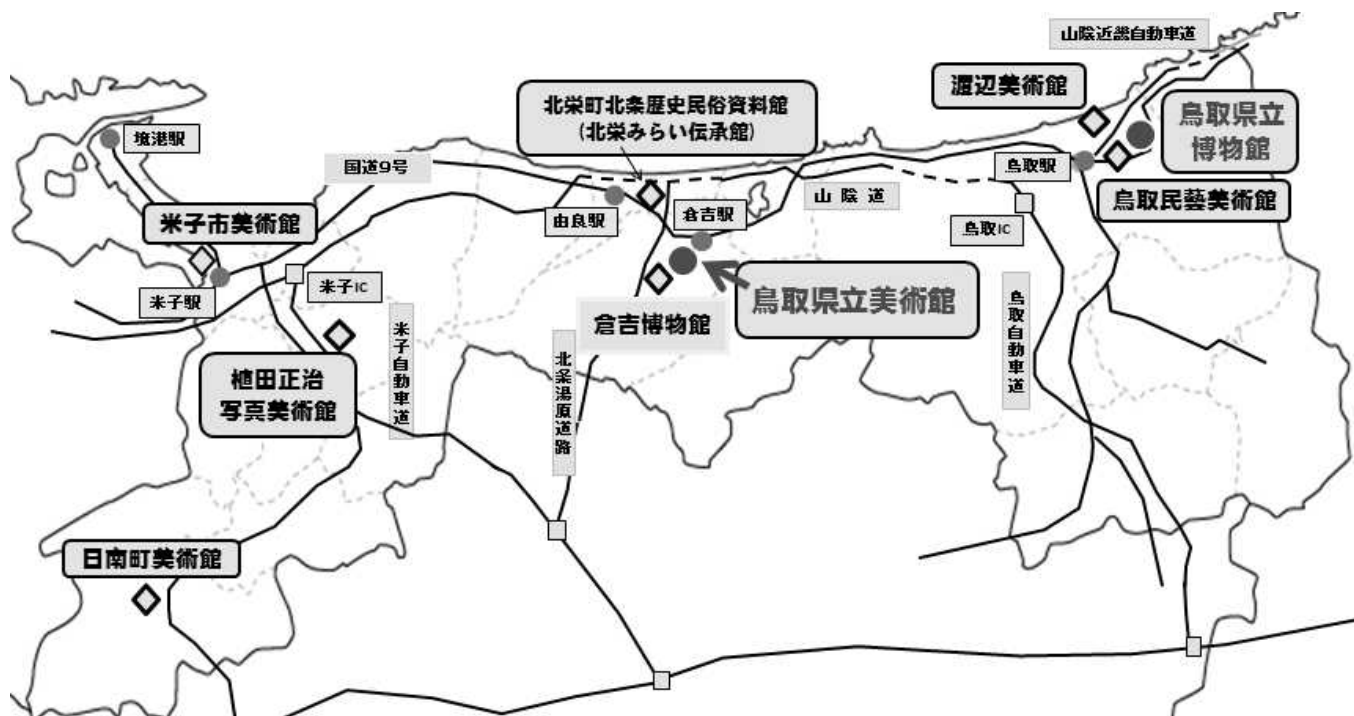 山陰近畿自動車道
渡辺美術館
北栄町北条歴史民俗資料館
(北栄みらい伝承館)
鳥取県立
博物館
境港駅
国道9号
鳥取駅
鳥取民藝美術館
山陰道
米子市美術館
由良駅
倉吉駅
鳥取IC
米子駅
米子IC
鳥取県立美術館
倉吉博物館
米子自動車道
鳥取自動車道
北条湯原道路
植田正治
写真美術館
日南町美術館